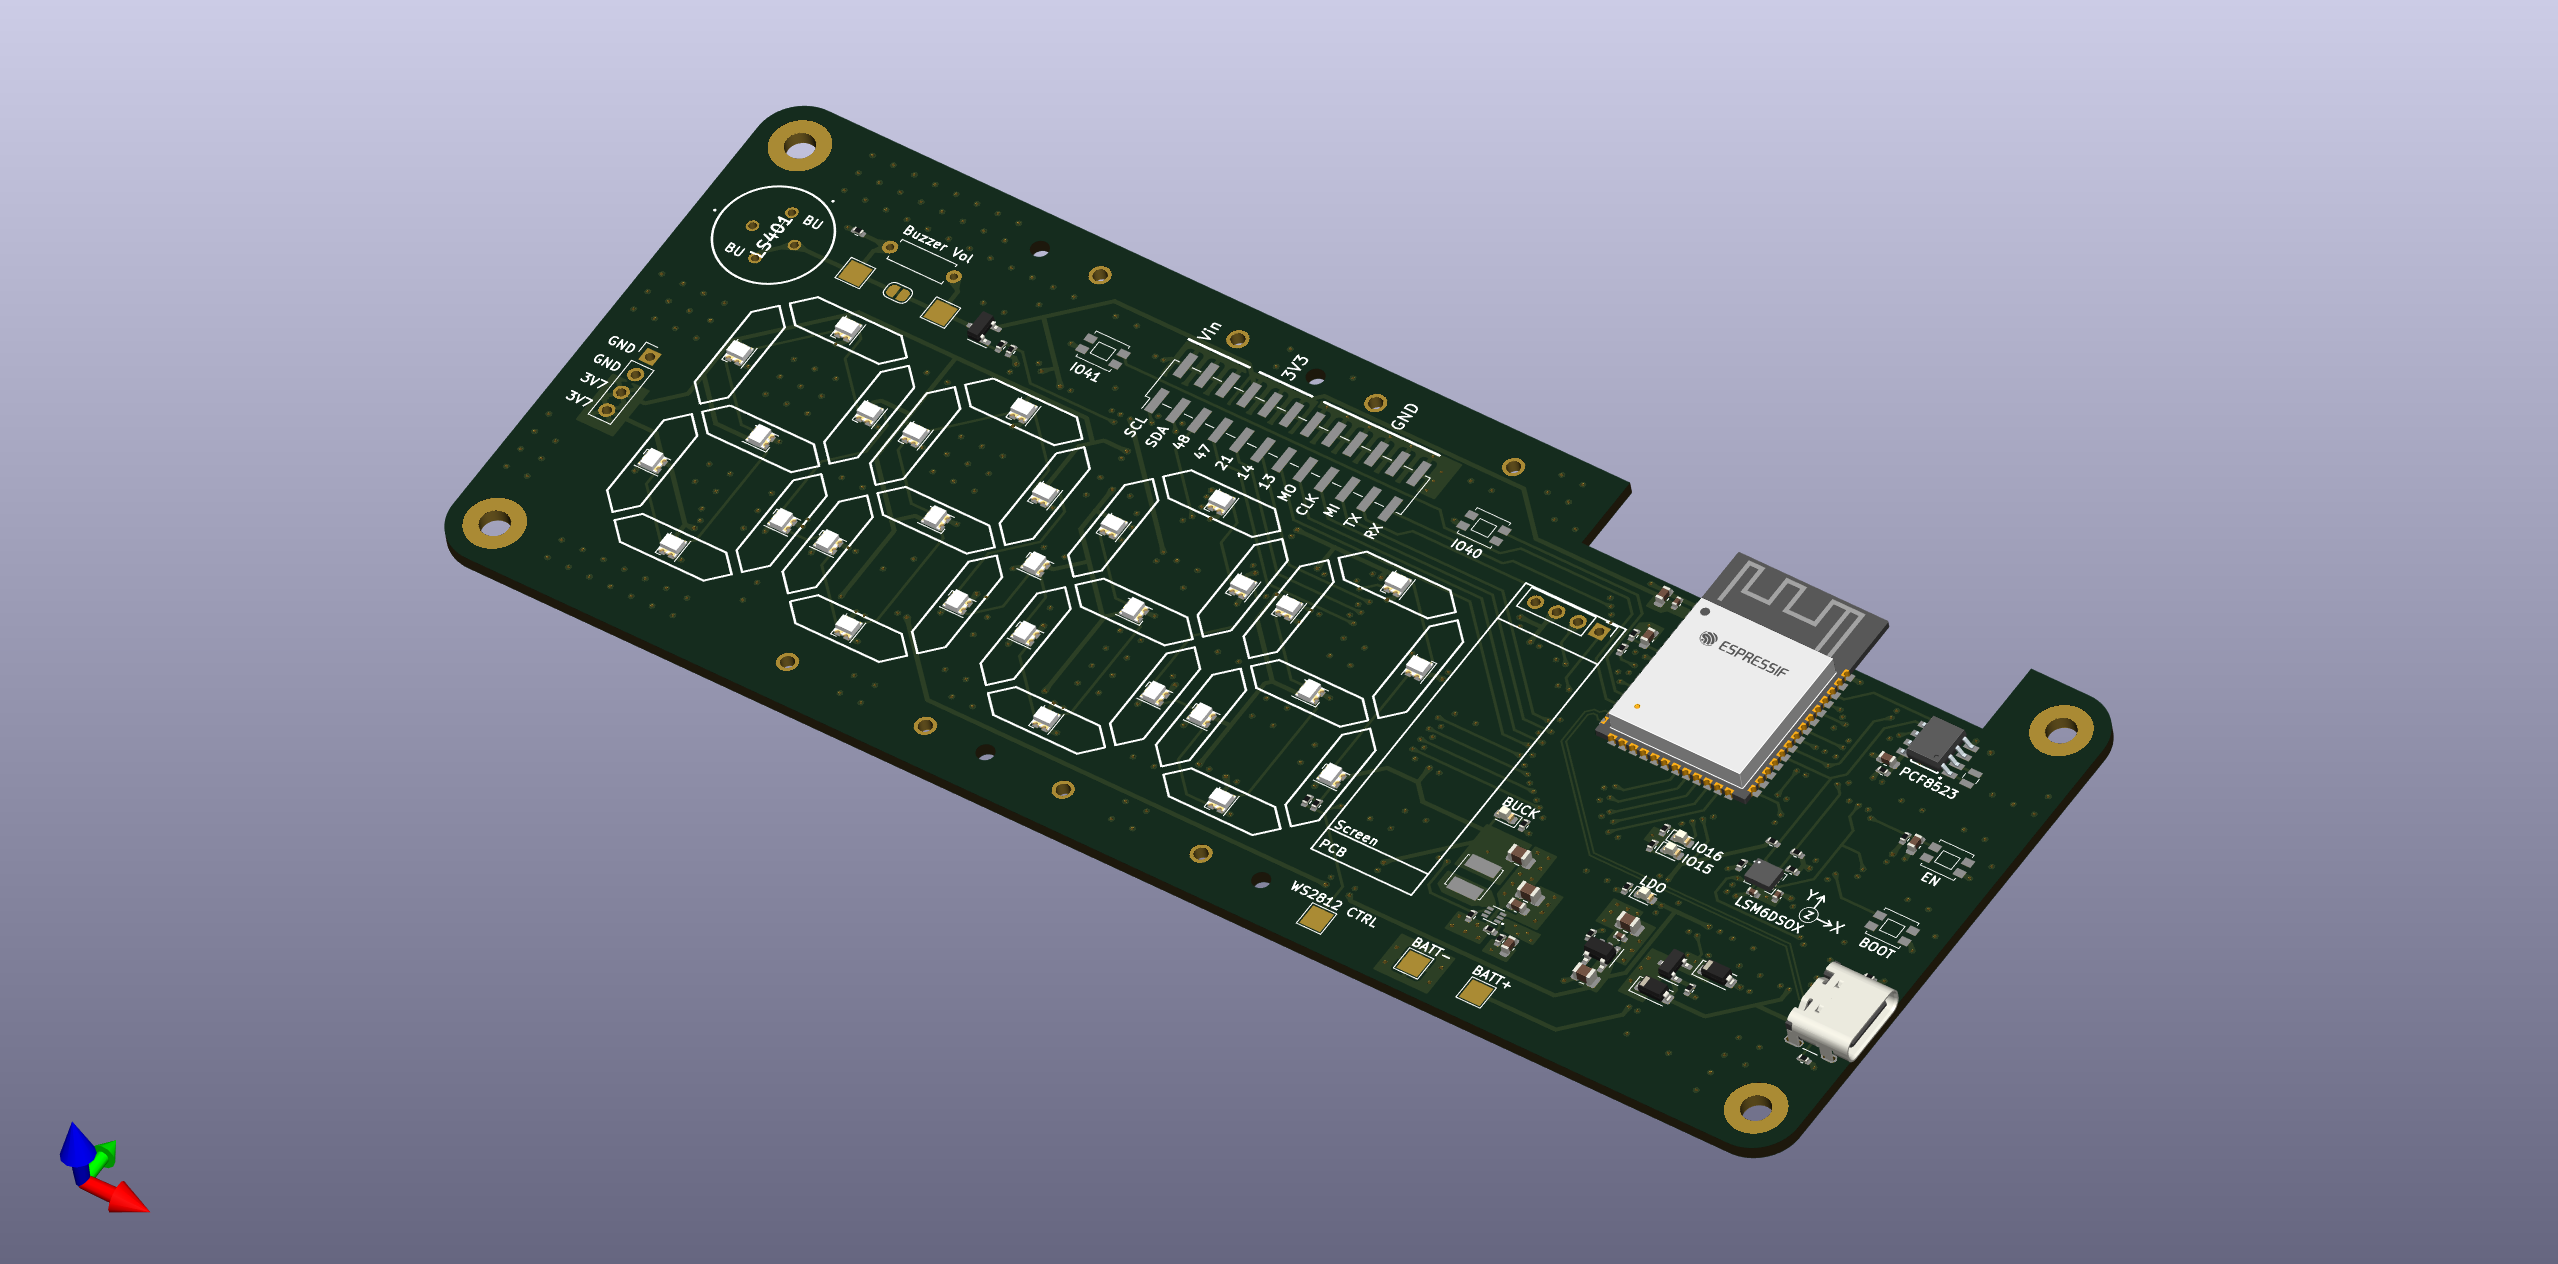 LS401
BU
BU
Buzzer Vol
GND
GND
3V7
3V7
IO41
Vin
3V3
GND
SCL
SDA
48
47
21
14
13
MO
CLK
MI
TX
RX
IO40
ESPRESSIF
PCF8523
Screen
PCB
BUCK
IO16
IO15
LDO
LSM6DSOX
Y
Z
X
EN
BOOT
WS2812 CTRL
BATT-
BATT+